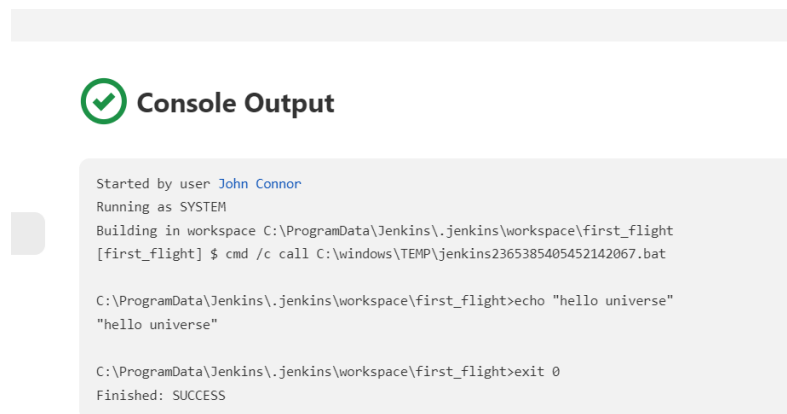 Console Output
Started by user John Connor
Running as SYSTEM
Building in workspace C:\ProgramData\Jenkins\.jenkins\workspace\first_flight
[first_flight] $ cmd /c call C:\windows\TEMP\jenkins2365385405452142067.bat
C:\ProgramData\Jenkins\.jenkins\workspace\first_flight>echo "hello universe"
"hello universe"
C:\ProgramData\Jenkins\.jenkins\workspace\first_flight>exit 0
Finished: SUCCESS